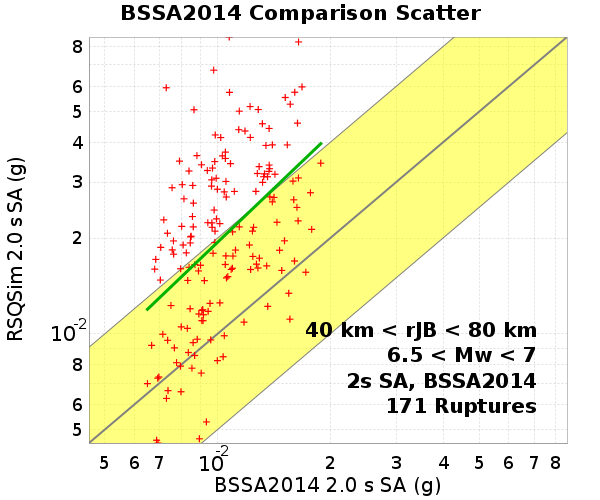 BSSA2014 Comparison Scatter
8
6
5
4
3
2
10-2
8
6
5
RSQSim 2.0 s SA (g)
40 km < rJB < 80 km
6.5 < Mw < 7
2s SA, BSSA2014
171 Ruptures
5 6 7 10-2 2 3 4 5 6 7 8
BSSA2014 2.0 s SA (g)